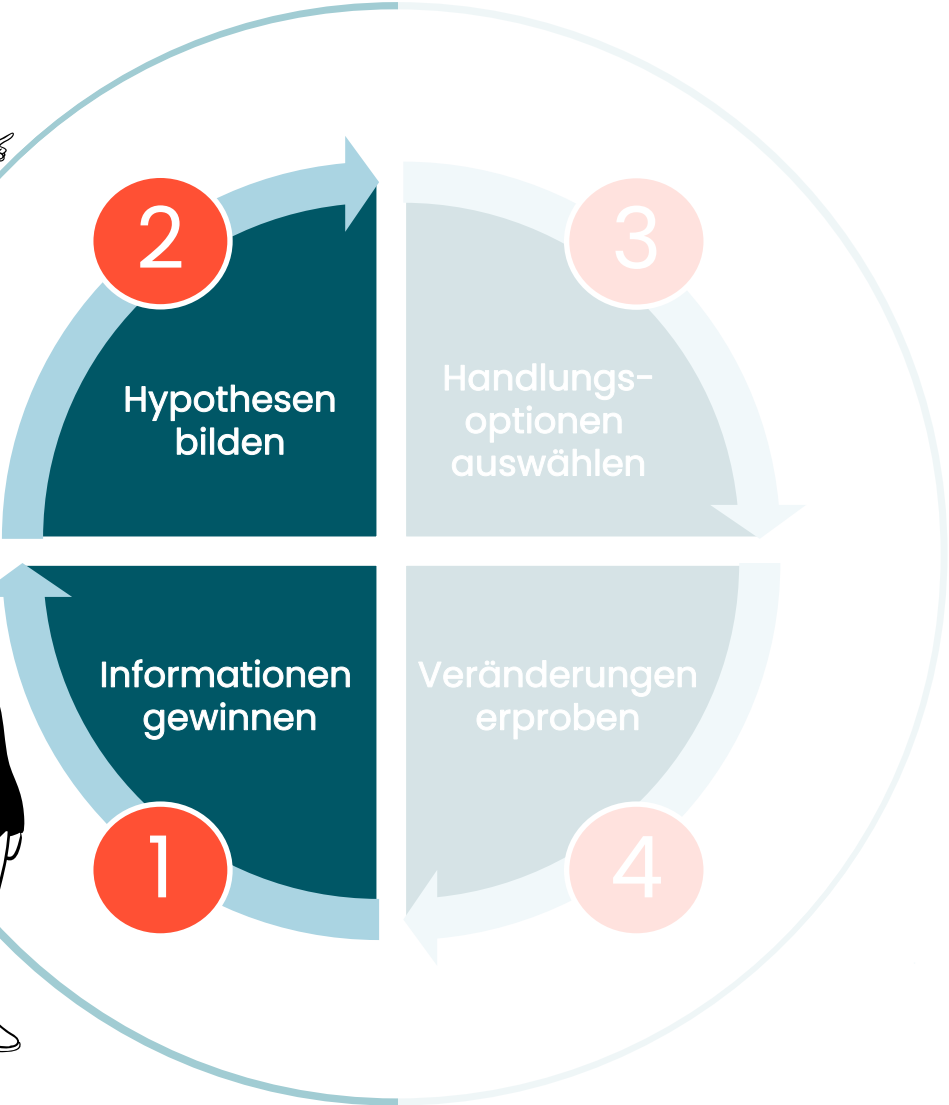 2
Hypothesen
bilden
3
Handlungs-
optionen
auswählen
Informationen
gewinnen
1
Veränderungen
erproben
4